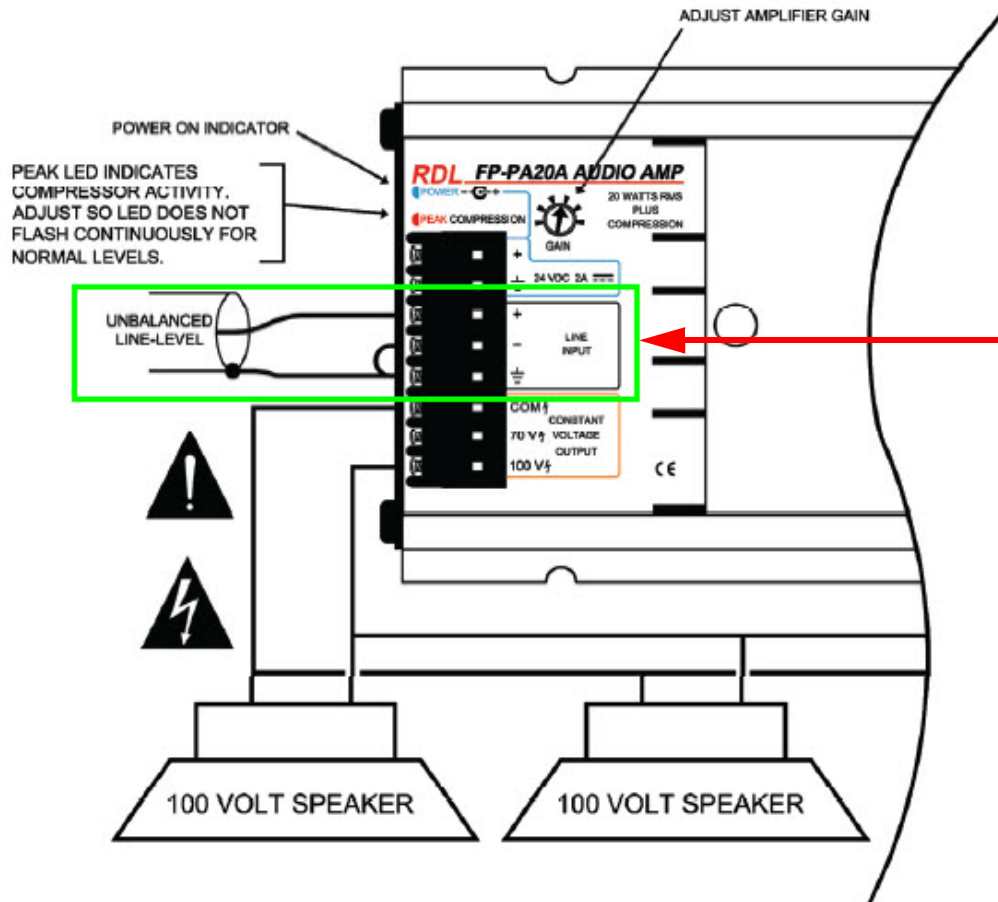 ADJUST AMPLIFIER GAIN
POWER ON INDICATOR
PEAK LED INDICATES
COMPRESSOR ACTIVITY.
ADJUST SO LED DOES NOT
FLASH CONTINUOUSLY FOR
NORMAL LEVELS.
RDL FP-PA20A AUDIO AMP
POWER - +
PEAK COMPRESSION
GAIN
20 WATTS RMS
PLUS
COMPRESSION
+
24 VDC 2A
UNBALANCED
LINE-LEVEL
+
-
LINE
INPUT
COM
70 V
100 V
CONSTANT
VOLTAGE
OUTPUT
CE
!
100 VOLT SPEAKER
100 VOLT SPEAKER